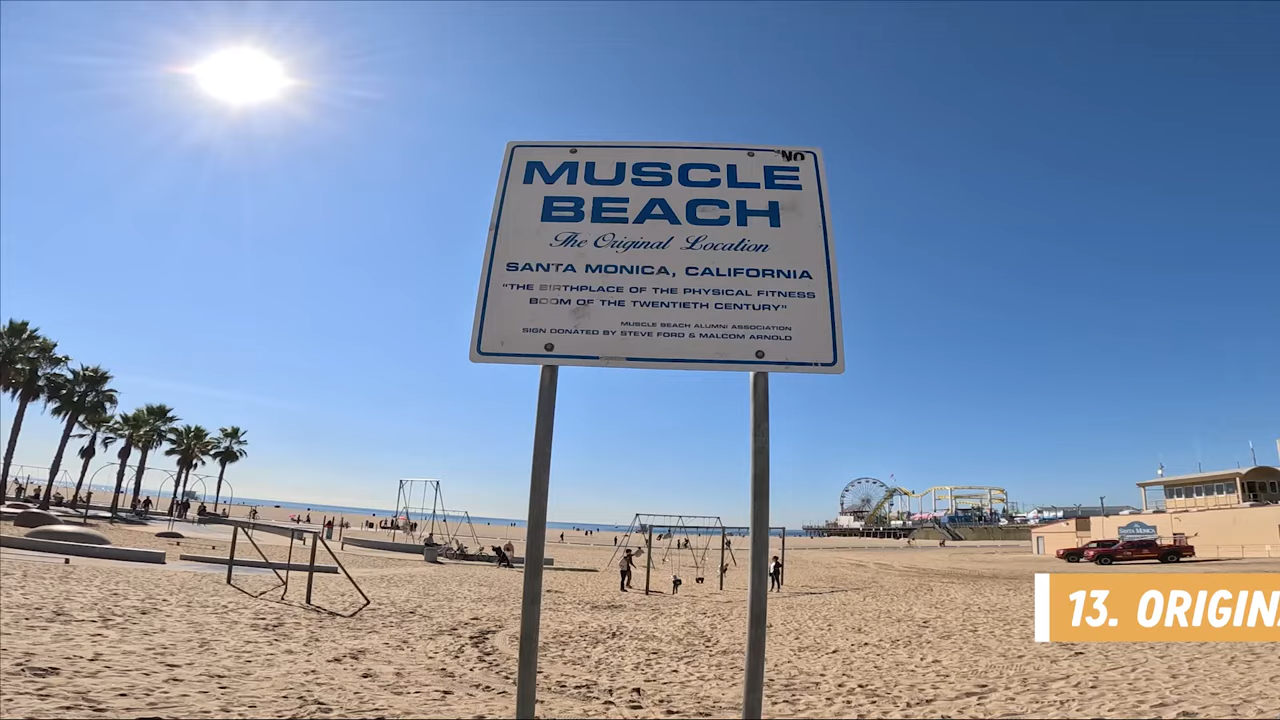 "NO
MUSCLE
BEACH
The Original Location
SANTA MONICA, CALIFORNIA
"THE BIRTHPLACE OF THE PHYSICAL FITNESS
BOOM OF THE TWENTIETH CENTURY"
MUSCLE BEACH ALUMNI ASSOCIATION
SIGN DONATED BY STEVE FORD & MALCOM ARNOLD
SANTA MONICA
13. ORIGIN